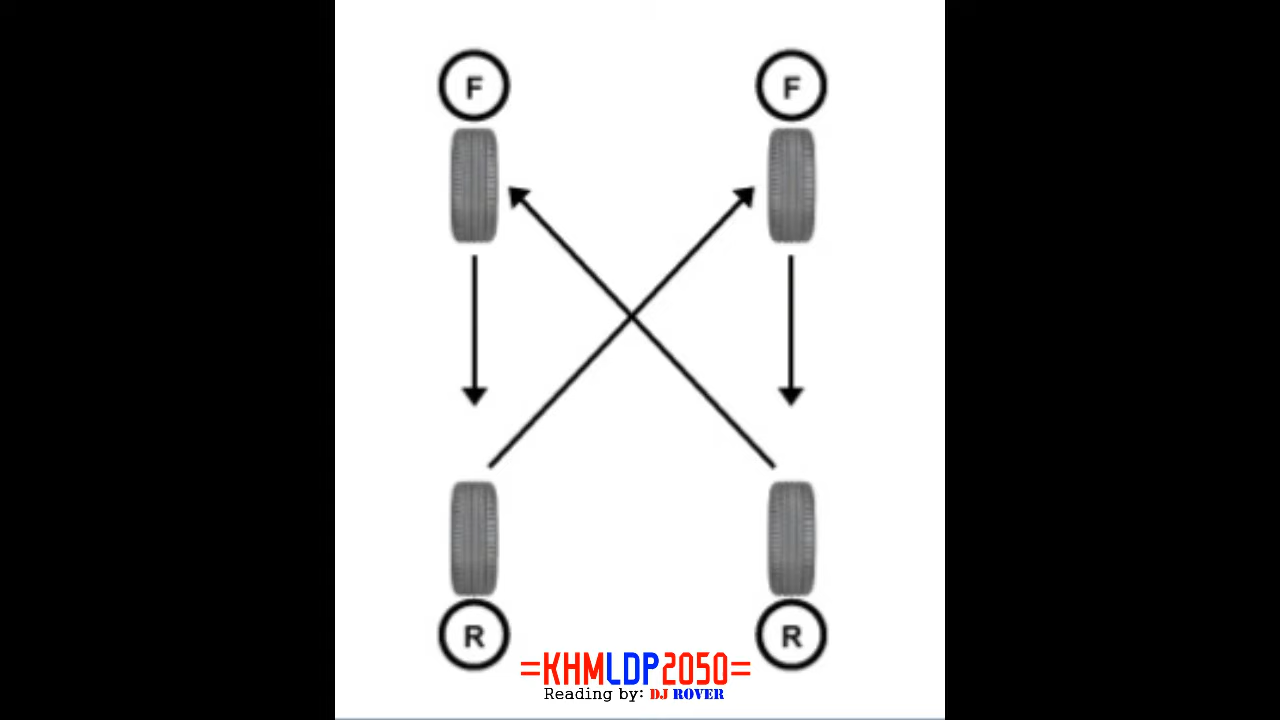 F F
R R
=KHMLDP2050=
Reading by: DJ ROVER